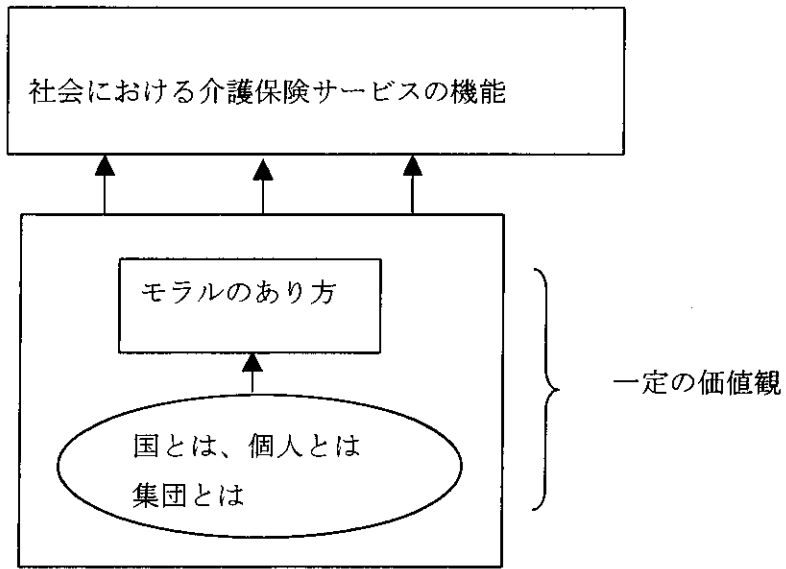 社会における介護保険サービスの機能
モラルのあり方
一定の価値観
国とは、個人とは
集団とは